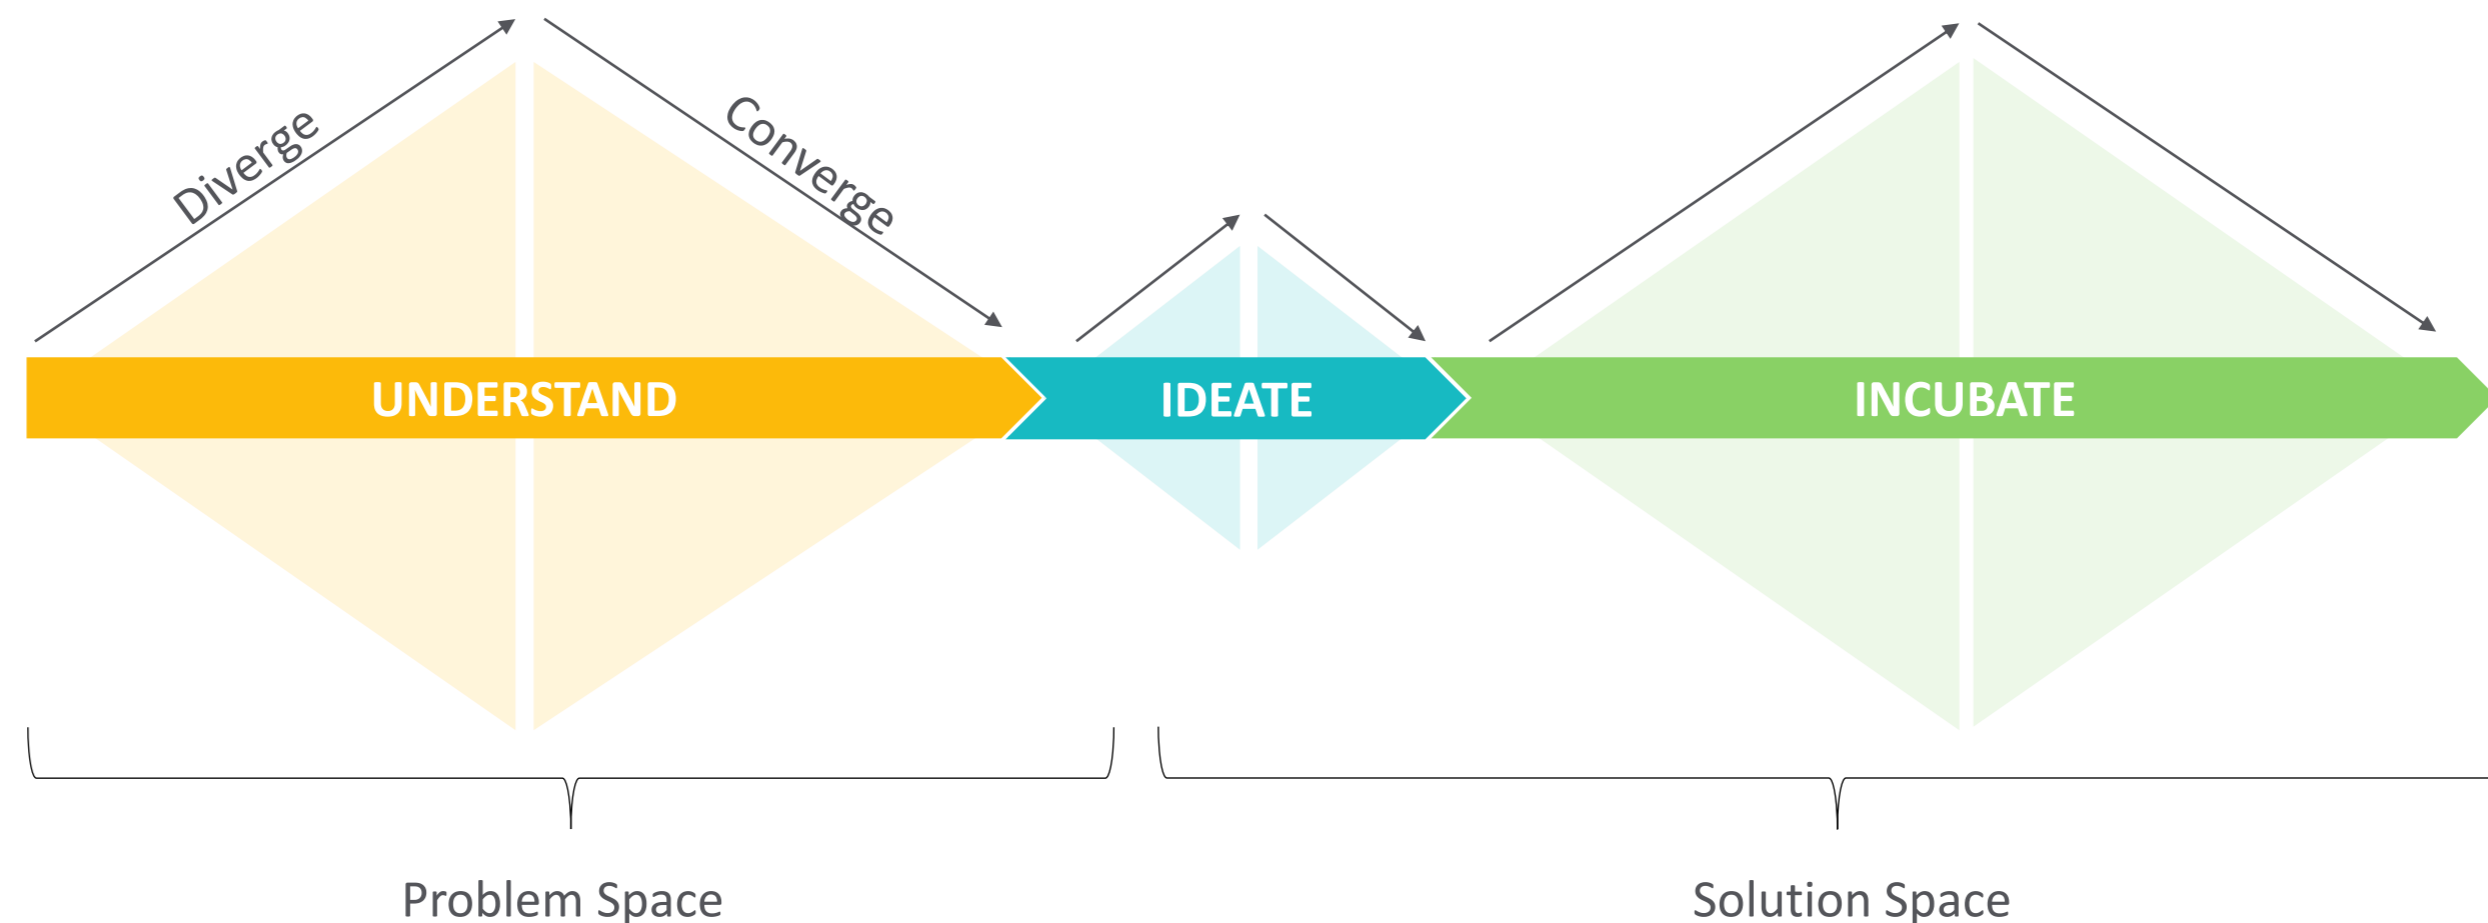 Diverge
Converge
UNDERSTAND
IDEATE
INCUBATE
Problem Space
Solution Space